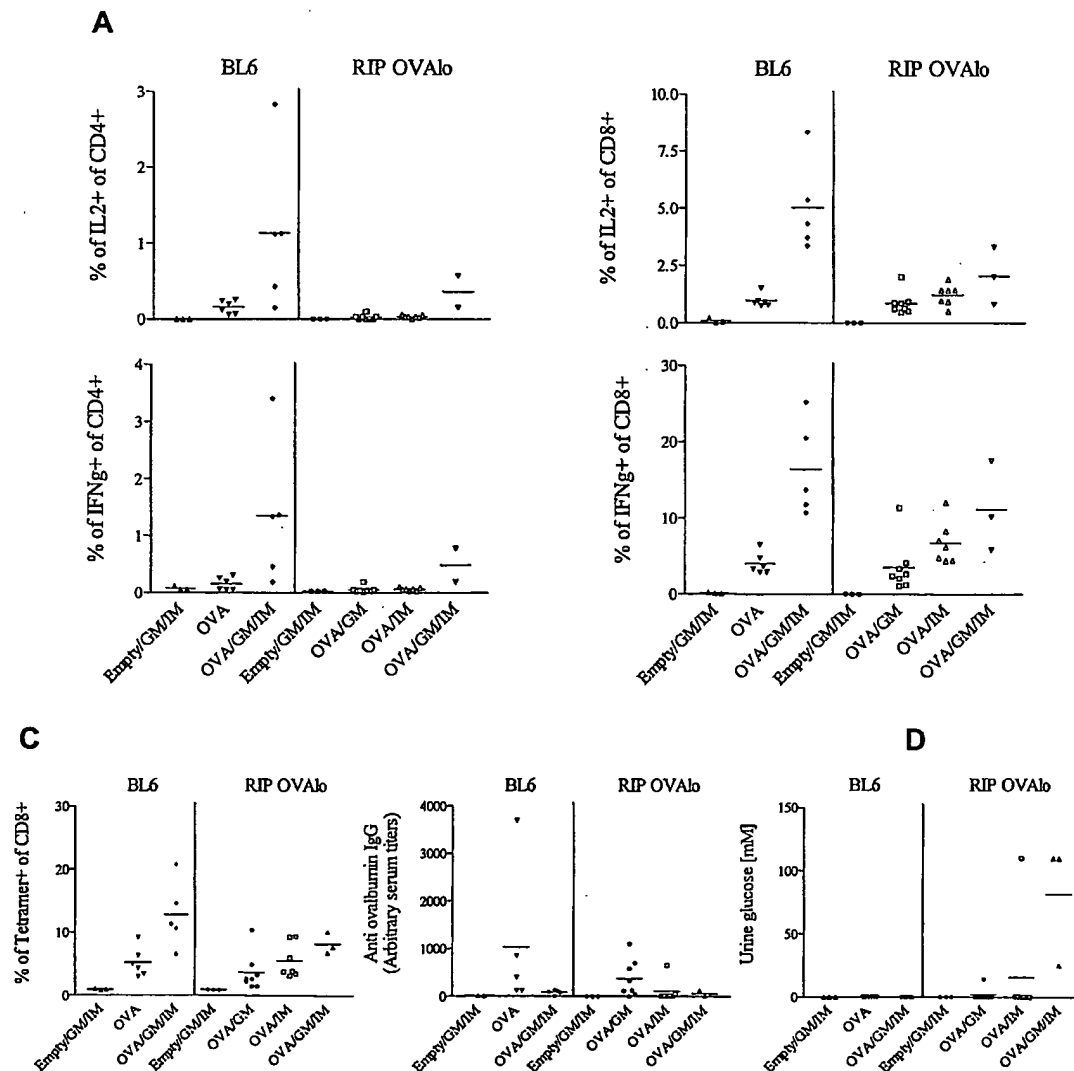 A
BL6
RIP OVAlo
% of IL2+ of CD4+
3
2
1
0
BL6
RIP OVAlo
% of IL2+ of CD8+
10.0
7.5
5.0
2.5
0.0
% of IFNg+ of CD4+
4
3
2
1
0
Empty/GM/IM
OVA
OVA/GM/IM
Empty/GM/IM
OVA/GM
OVA/IM
OVA/GM/IM
% of IFNg+ of CD8+
30
20
10
0
Empty/GM/IM
OVA
OVA/GM/IM
Empty/GM/IM
OVA/GM
OVA/IM
OVA/GM/IM
C
BL6
RIP OVAlo
% of Tetramer+ of CD8+
30
20
10
0
Empty/GM/IM
OVA
OVA/GM/IM
Empty/GM/IM
OVA/GM
OVA/IM
OVA/GM/IM
BL6
RIP OVAlo
Anti ovalbumin IgG
(Arbitrary serum titers)
4000
3000
2000
1000
0
Empty/GM/IM
OVA
OVA/GM/IM
Empty/GM/IM
OVA/GM
OVA/IM
OVA/GM/IM
D
BL6
RIP OVAlo
Urine glucose [mM]
150
100
50
0
Empty/GM/IM
OVA
OVA/GM/IM
Empty/GM/IM
OVA/GM
OVA/IM
OVA/GM/IM